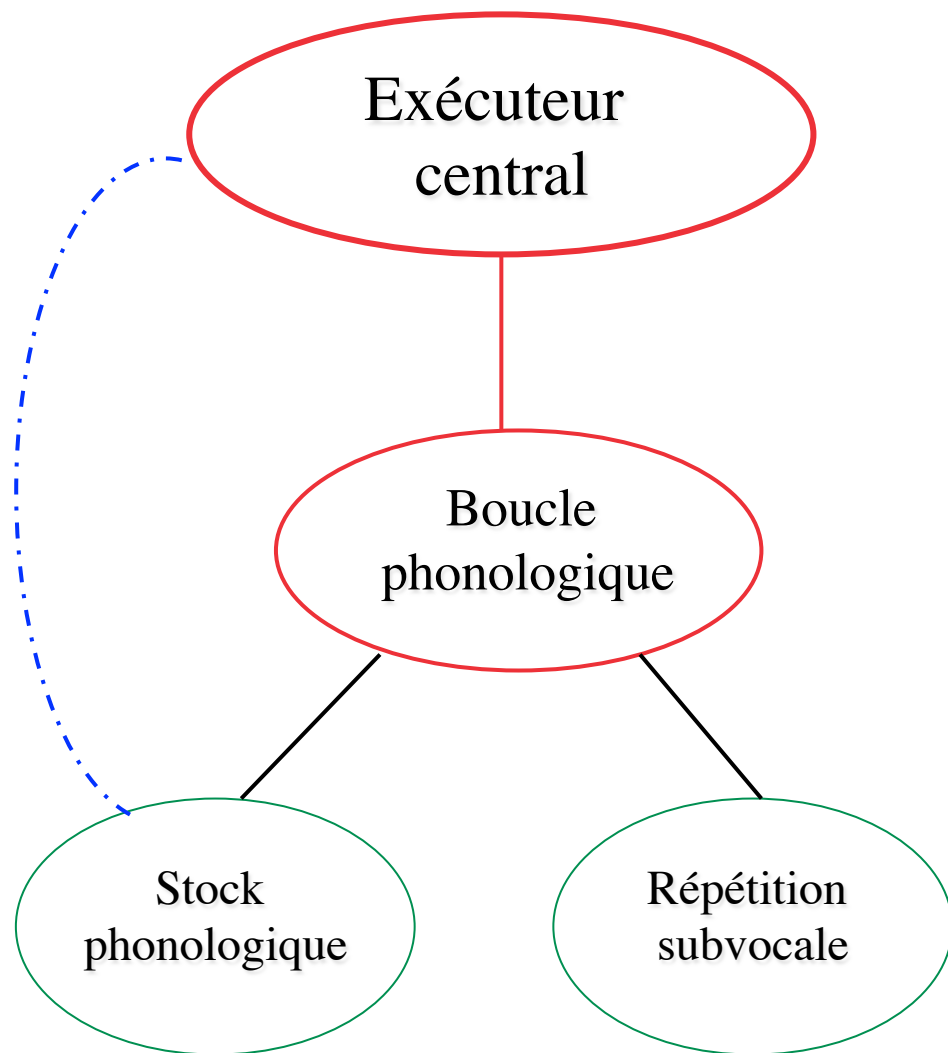 Exécuteur
central
Boucle
phonologique
Stock
phonologique
Répétition
subvocale